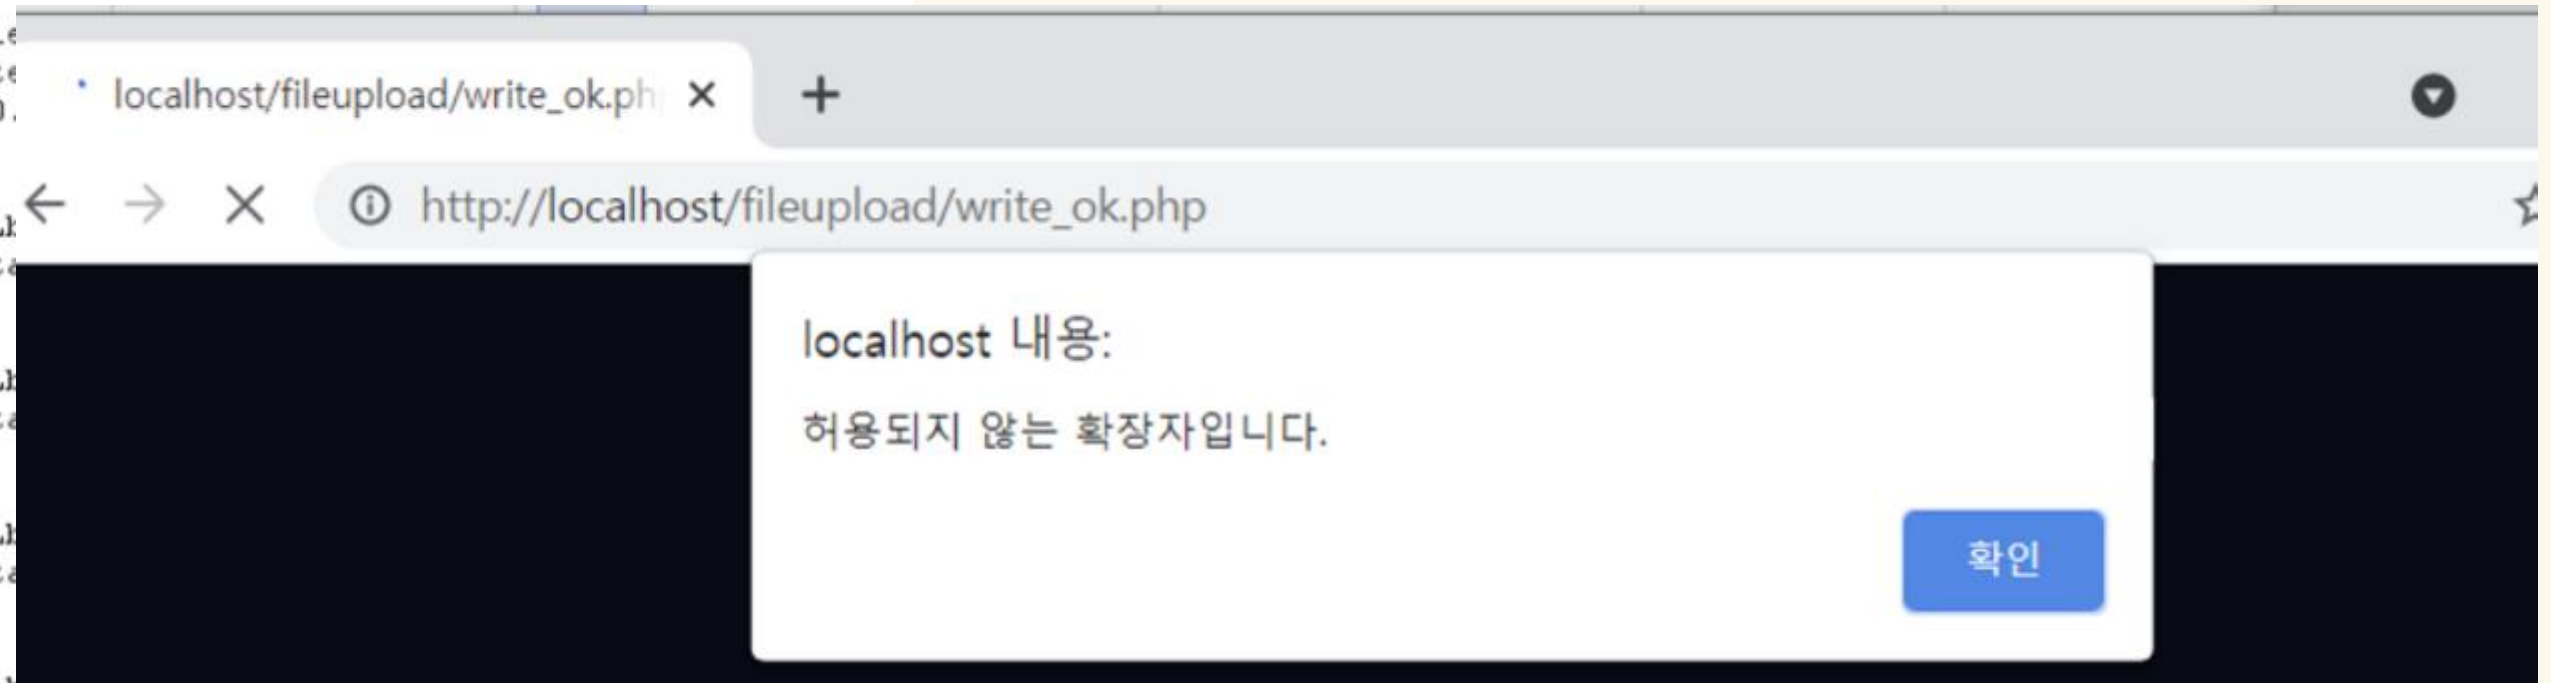 localhost/fileupload/write_ok.ph
http://localhost/fileupload/write_ok.php
localhost 내용:
허용되지 않는 확장자입니다.
확인